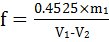 f = 0.4525×m₁ / V₁-V₂